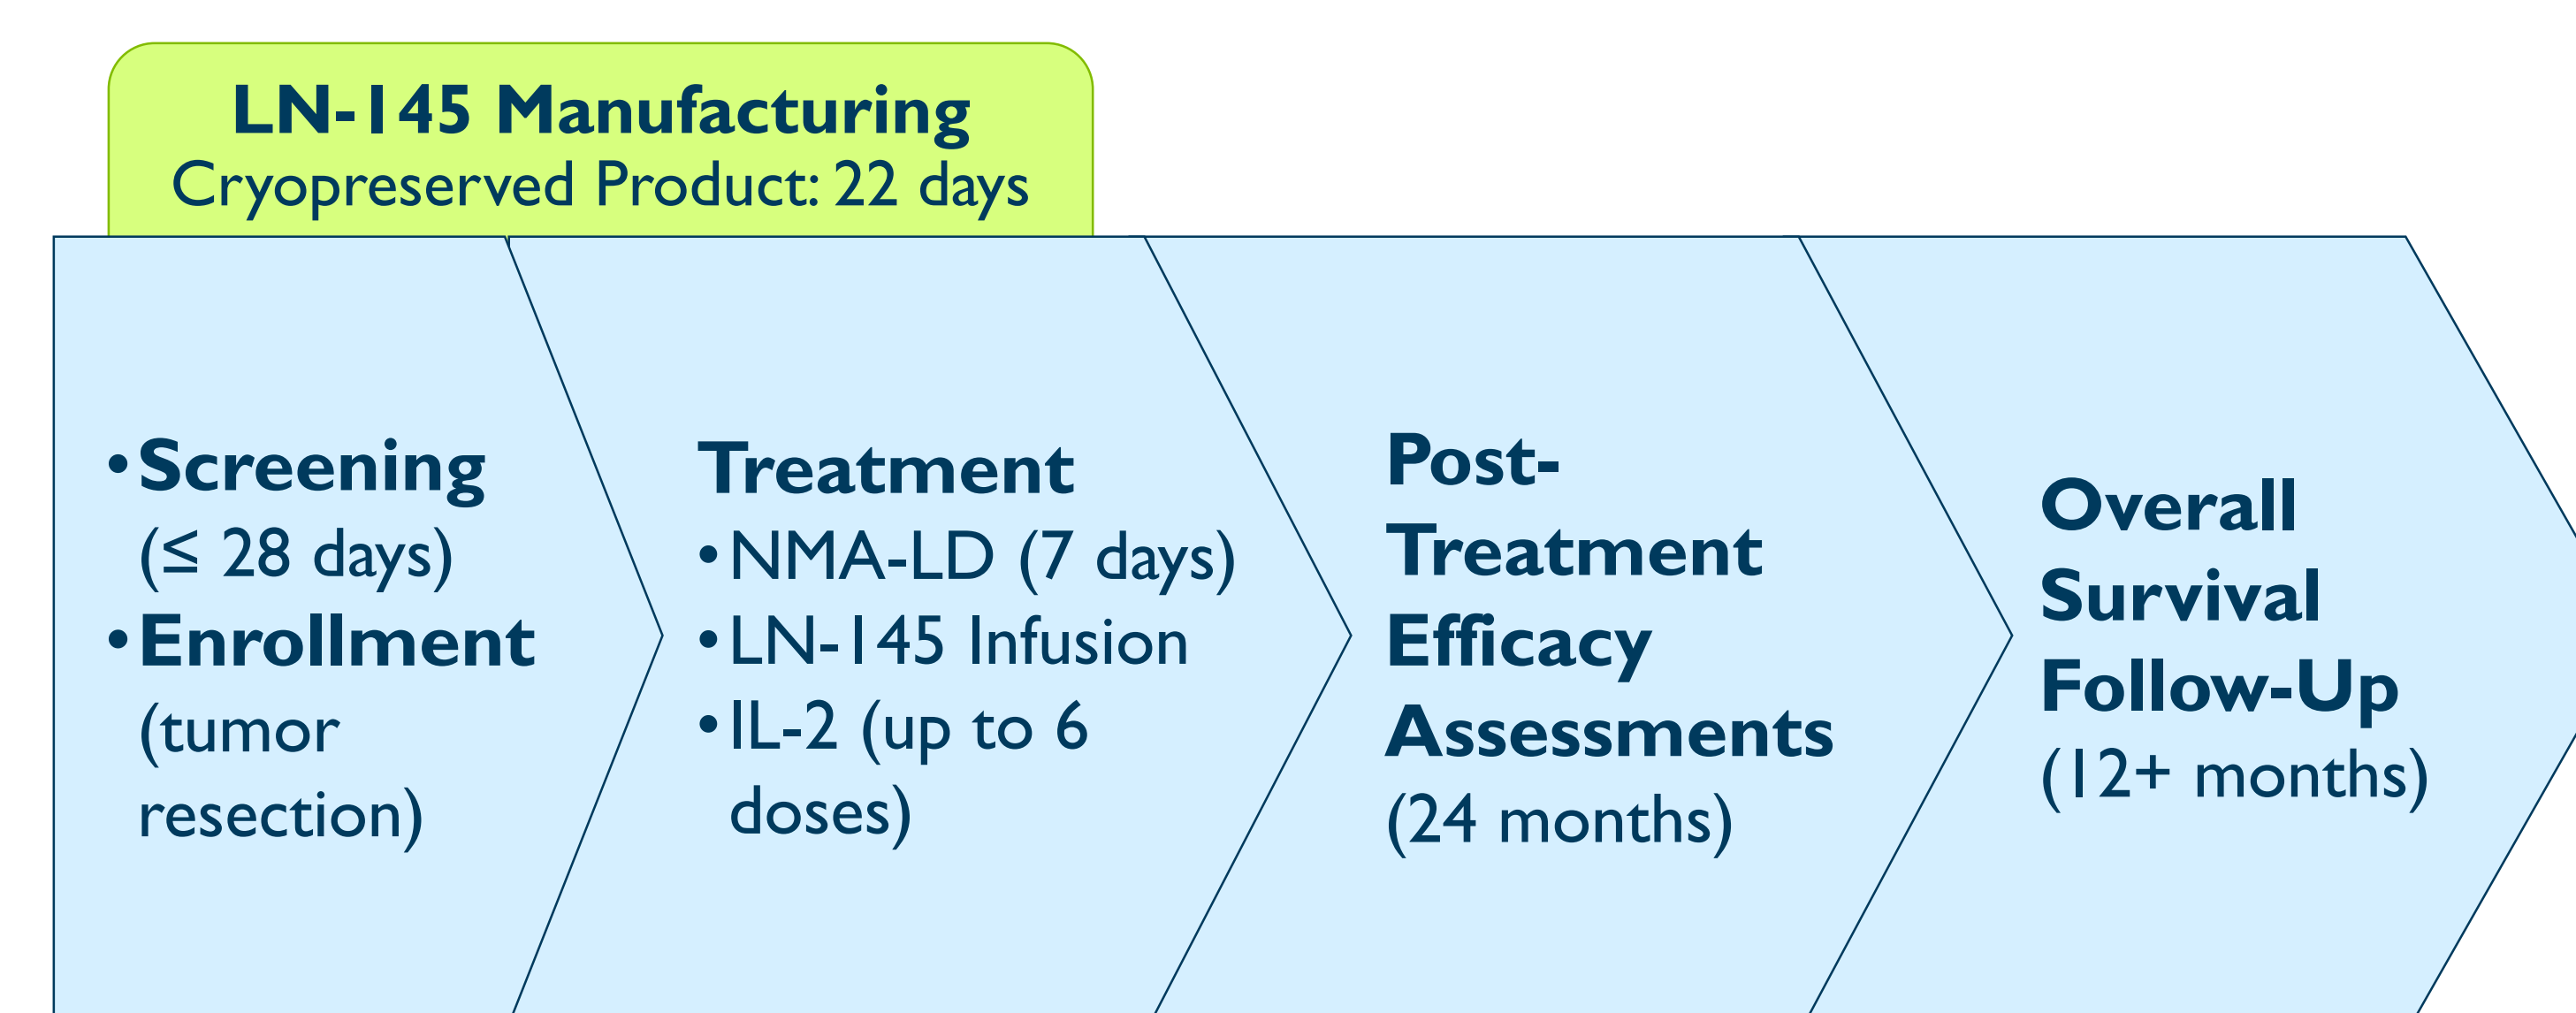 LN-145 Manufacturing
Cryopreserved Product: 22 days
•Screening
(≤ 28 days)
•Enrollment
(tumor
resection)
Treatment
•NMA-LD (7 days)
•LN-145 Infusion
•IL-2 (up to 6
doses)
Post-
Treatment
Efficacy
Assessments
(24 months)
Overall
Survival
Follow-Up
(12+ months)